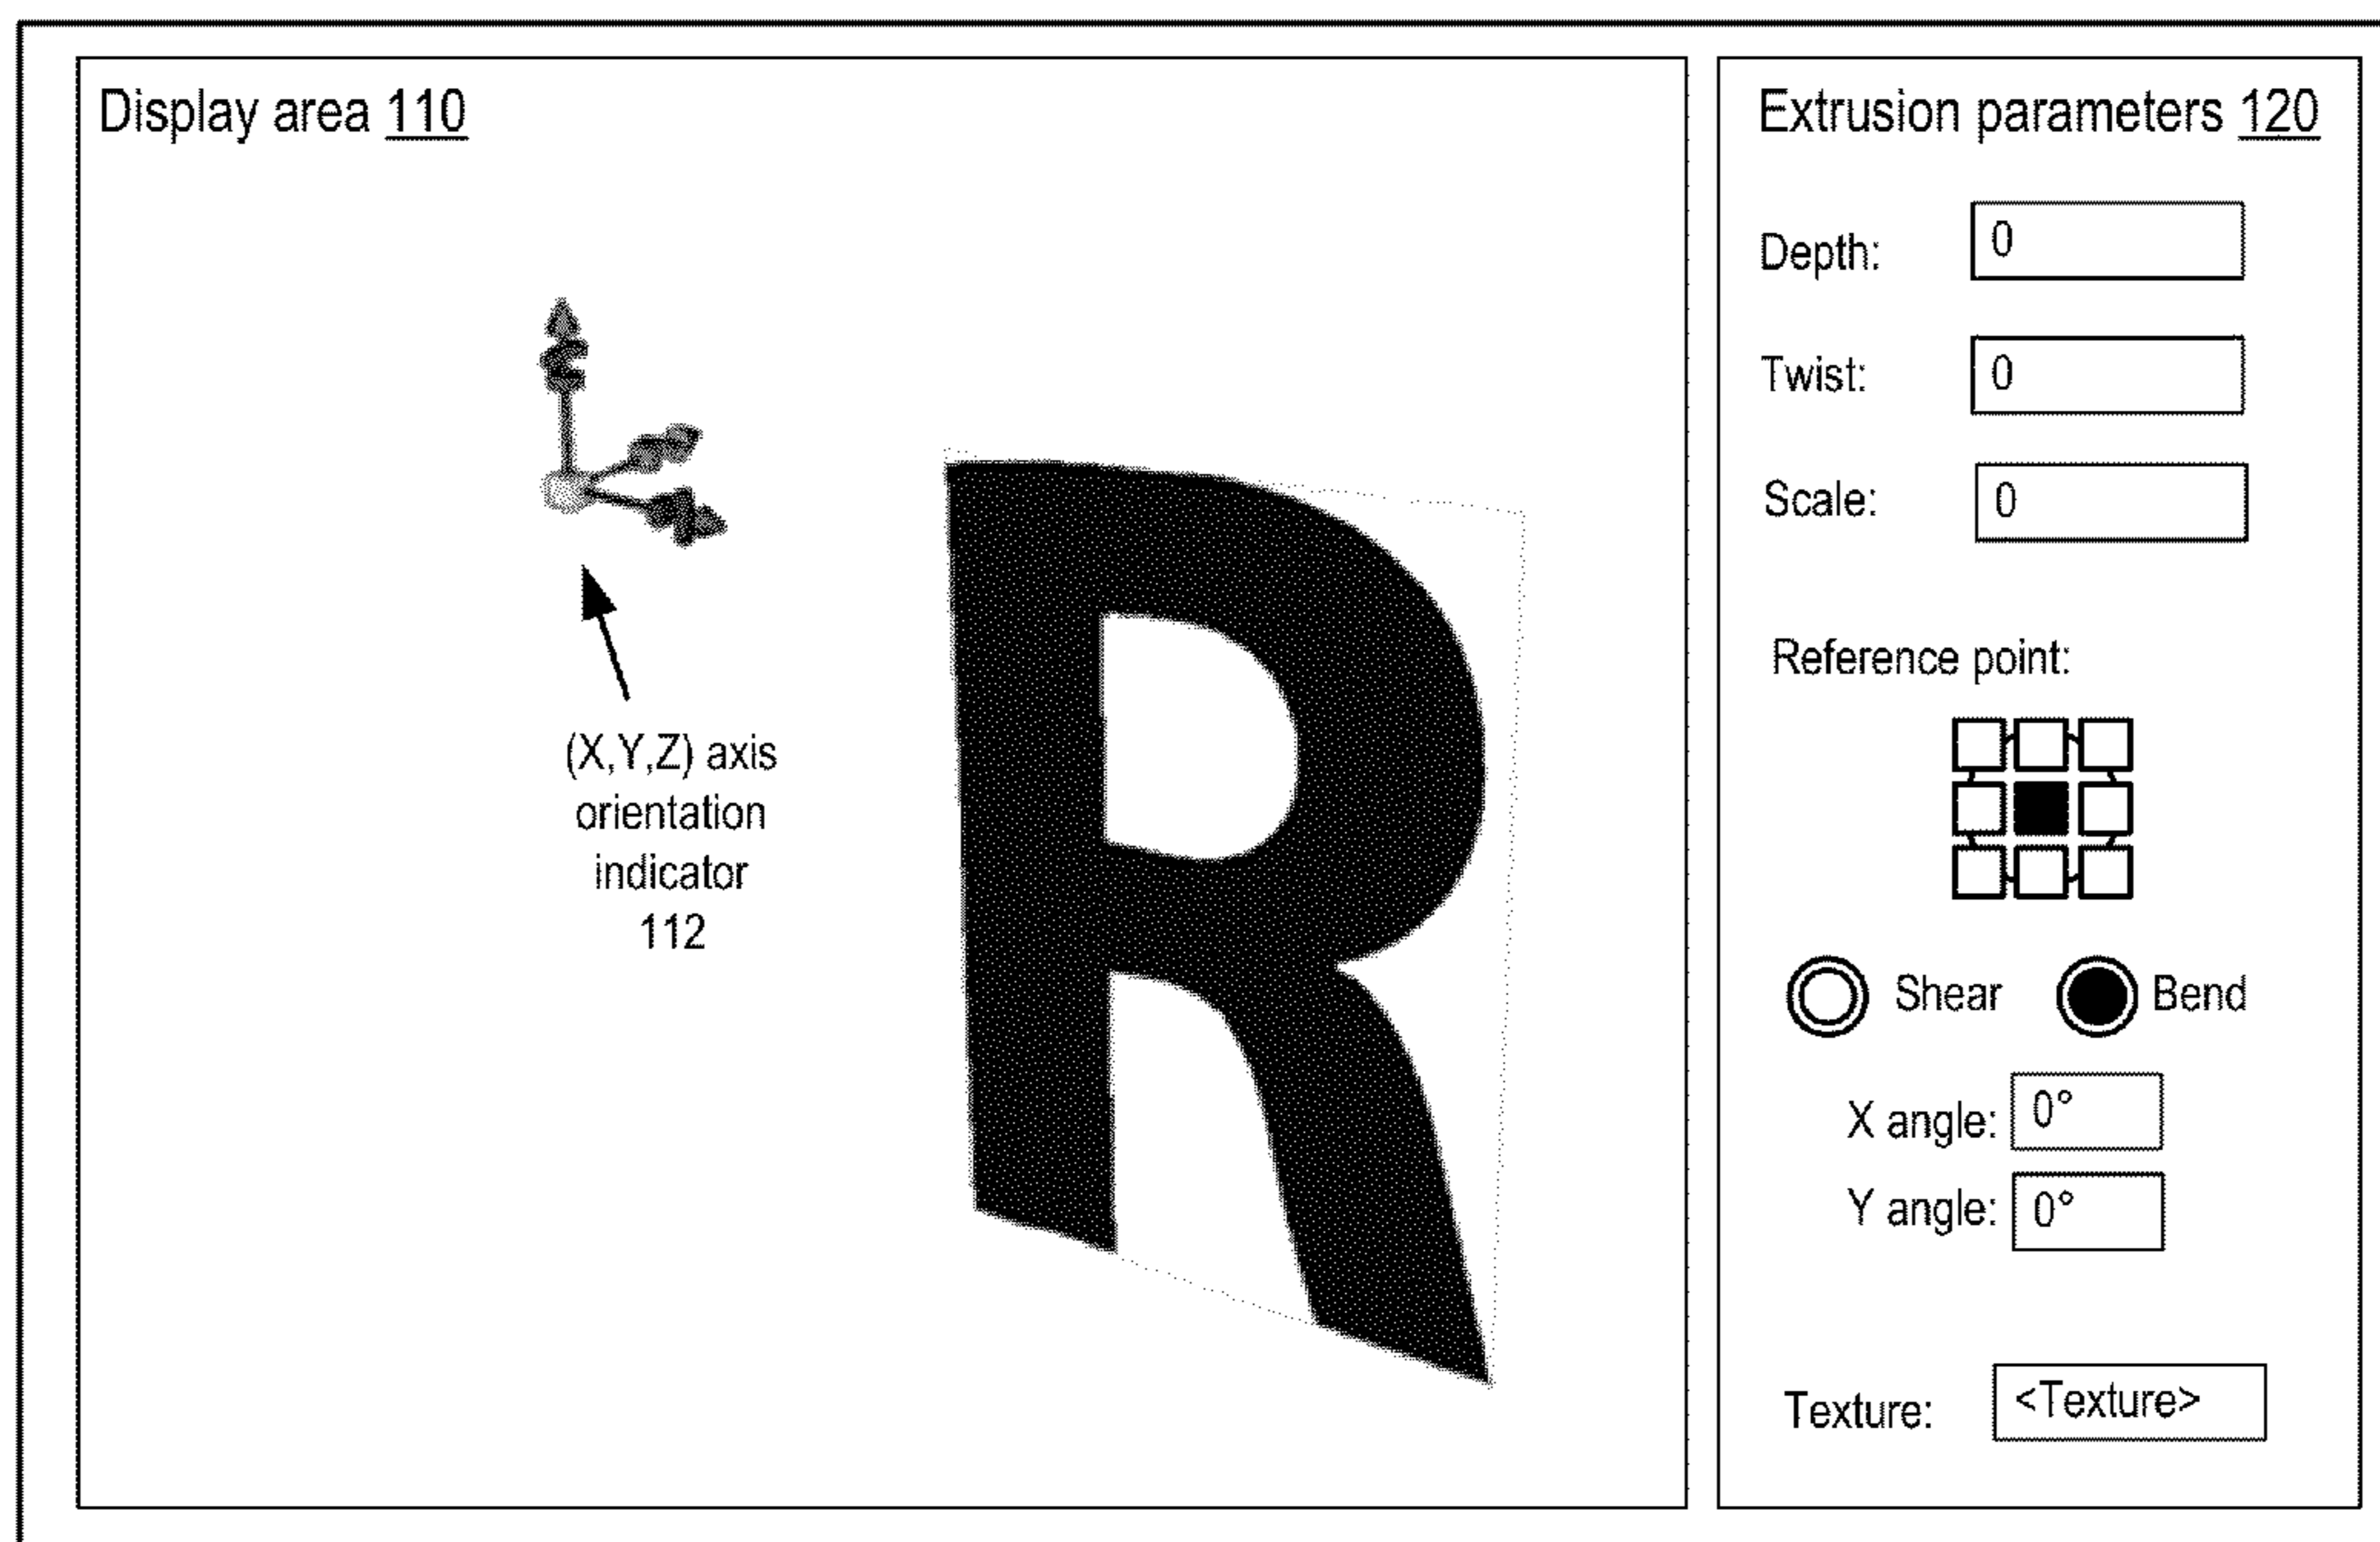 Display area 110
(X,Y,Z) axis
orientation
indicator
112
R
Extrusion parameters 120
Depth: 0
Twist: 0
Scale: 0
Reference point:
Shear Bend
X angle: 0°
Y angle: 0°
Texture: <Texture>